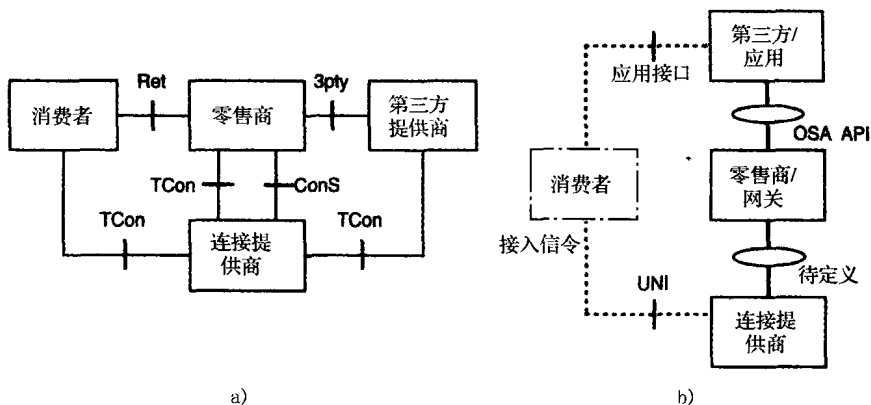 Ret
3pty
消费者
零售商
第三方
提供商
TCon
ConS
TCon
TCon
连接提
供商
a)
第三方/
应用
应用接口
OSA API
消费者
零售商/
网关
接入信令
UNI
待定义
连接提
供商
b)